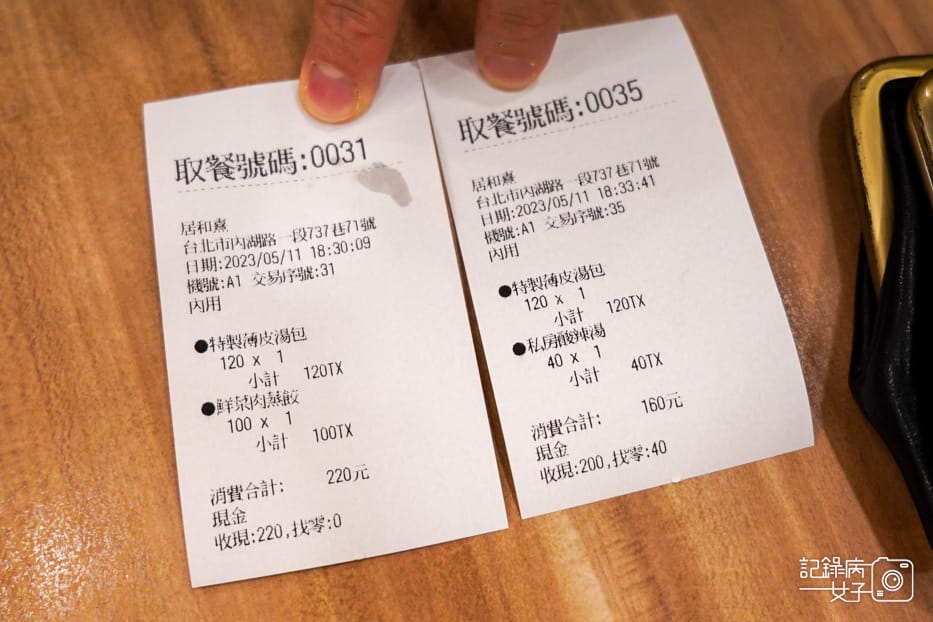 取餐號碼:0031
居和熹
台北市內湖路一段737巷71號
日期:2023/05/11 18:30:09
機號:A1 交易序號:31
內用
●特製薄皮湯包
120 x 1
小計 120TX
●鮮菜肉蒸餃
100 x 1
小計 100TX
消費合計: 220元
現金
收現:220,找零:0
取餐號碼:0035
居和熹
台北市內湖路一段737巷71號
日期:2023/05/11 18:33:41
機號:A1 交易序號:35
內用
●特製薄皮湯包
120 x 1
小計 120TX
●私房酸辣湯
40 x 1
小計 40TX
消費合計: 160元
現金
收現:200,找零:40
記錄病
女子